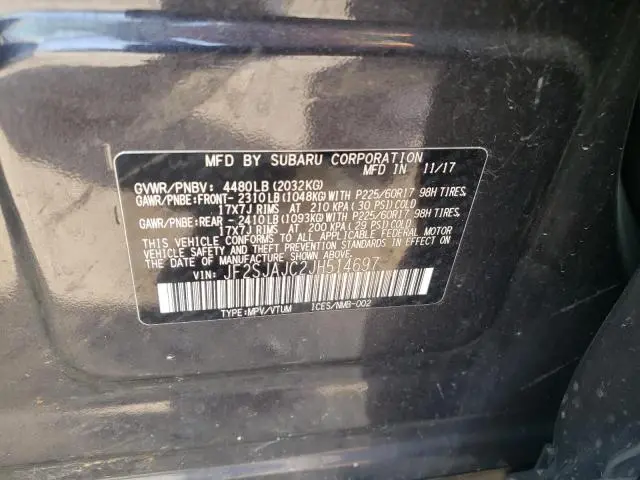 MFD BY SUBARU CORPORATION
MFD IN 11/17
GVWR/PNBV: 4480LB (2032KG)
GAWR/PNBE:FRONT- 2310LB (1048KG) WITH P225/60R17 98H TIRES,
17X7J RIMS AT 210 KPA (30 PSI) COLD
GAWR/PNBE:REAR -2410LB (1093KG) WITH P225/60R17 98H TIRES,
17X7J RIMS AT 200 KPA (29 PSI) COLD
THIS VEHICLE CONFORMS TO ALL APPLICABLE FEDERAL MOTOR
VEHICLE SAFETY AND BUMPER STANDARDS IN EFFECT ON THE DATE OF
MANUFACTURE SHOWN ABOVE.
VIN: JF2SJAJC2JH514697
TYPE:MPV/VTUM ICES/NMB-002